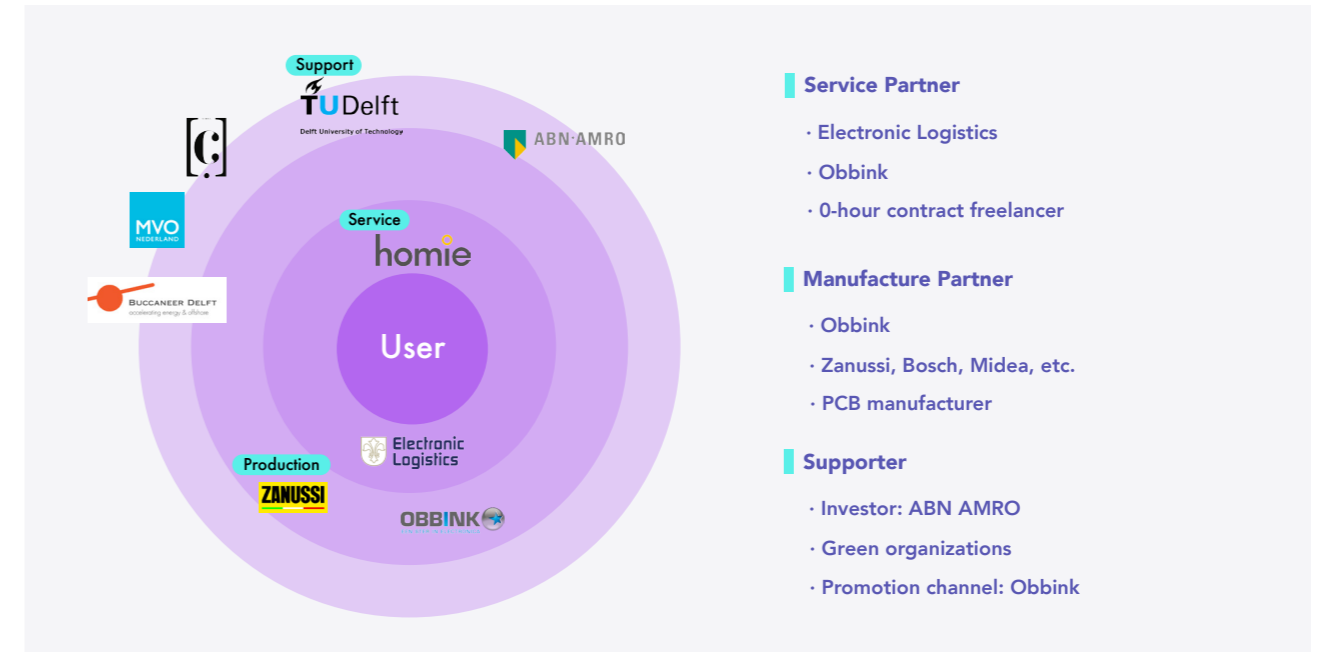 Support
TUDelft
Delft University of Technology
ABN·AMRO
[Ç]
MVO
NEDERLAND
BUCCANEER DELFT
accelerating energy & offshore
Service
homie
User
Electronic
Logistics
Production
ZANUSSI
OBBINK
Service Partner
· Electronic Logistics
· Obbink
· 0-hour contract freelancer
Manufacture Partner
· Obbink
· Zanussi, Bosch, Midea, etc.
· PCB manufacturer
Supporter
· Investor: ABN AMRO
· Green organizations
· Promotion channel: Obbink